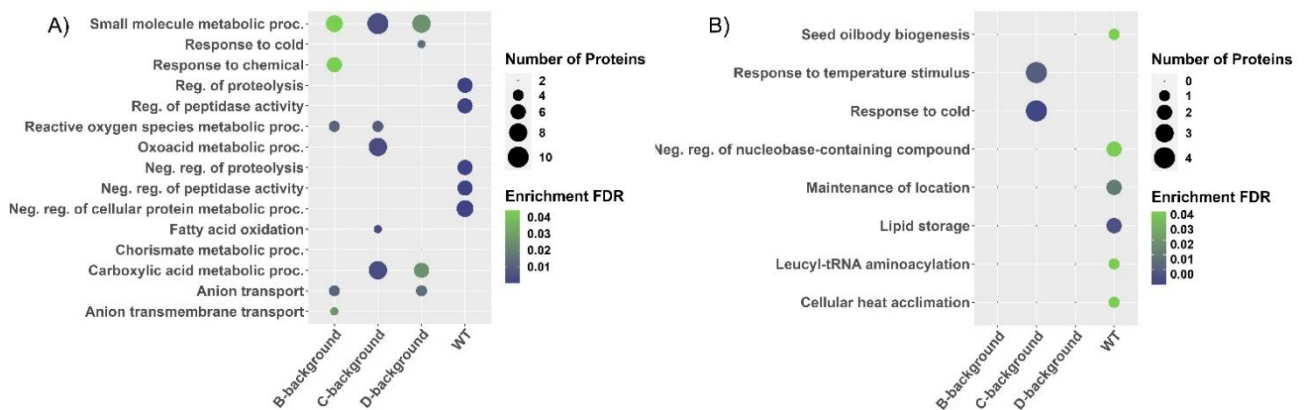 A)
Small molecule metabolic proc.
Response to cold
Response to chemical
Reg. of proteolysis
Reg. of peptidase activity
Reactive oxygen species metabolic proc.
Oxoacid metabolic proc.
Neg. reg. of proteolysis
Neg. reg. of peptidase activity
Neg. reg. of cellular protein metabolic proc.
Fatty acid oxidation
Chorismate metabolic proc.
Carboxylic acid metabolic proc.
Anion transport
Anion transmembrane transport
B-background
C-background
D-background
WT
Number of Proteins
2
4
6
8
10
Enrichment FDR
0.04
0.03
0.02
0.01
B)
Seed oilbody biogenesis
Response to temperature stimulus
Response to cold
Neg. reg. of nucleobase-containing compound
Maintenance of location
Lipid storage
Leucyl-tRNA aminoacylation
Cellular heat acclimation
B-background
C-background
D-background
WT
Number of Proteins
0
1
2
3
4
Enrichment FDR
0.04
0.03
0.02
0.01
0.00